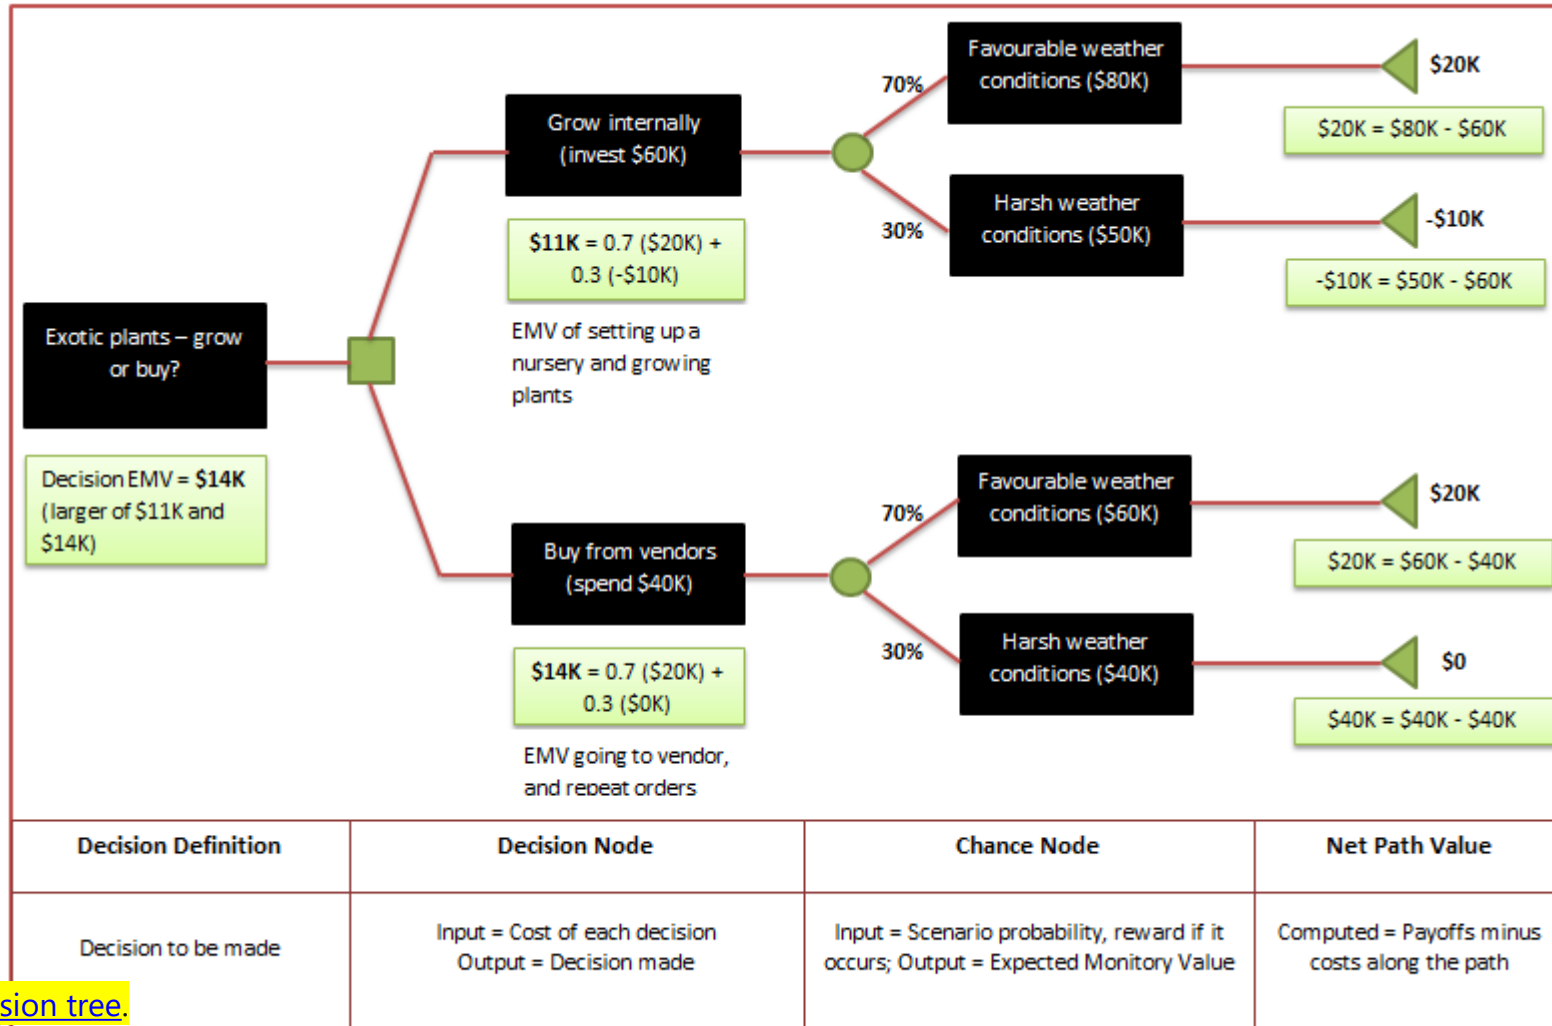 Favourable weather
conditions ($80K)
70%
$20K
$20K = $80K - $60K
Grow internally
(invest $60K)
30%
Harsh weather
conditions ($50K)
-$10K
-$10K = $50K - $60K
$11K = 0.7 ($20K) +
0.3 (-$10K)
EMV of setting up a
nursery and growing
plants
Exotic plants – grow
or buy?
Decision EMV = $14K
(larger of $11K and
$14K)
Favourable weather
conditions ($60K)
70%
$20K
$20K = $60K - $40K
Buy from vendors
(spend $40K)
30%
Harsh weather
conditions ($40K)
$0
$40K = $40K - $40K
$14K = 0.7 ($20K) +
0.3 ($0K)
EMV going to vendor,
and repeat orders
Decision Definition
Decision Node
Chance Node
Net Path Value
Decision to be made
Input = Cost of each decision
Output = Decision made
Input = Scenario probability, reward if it
occurs; Output = Expected Monitory Value
Computed = Payoffs minus
costs along the path
sion tree.